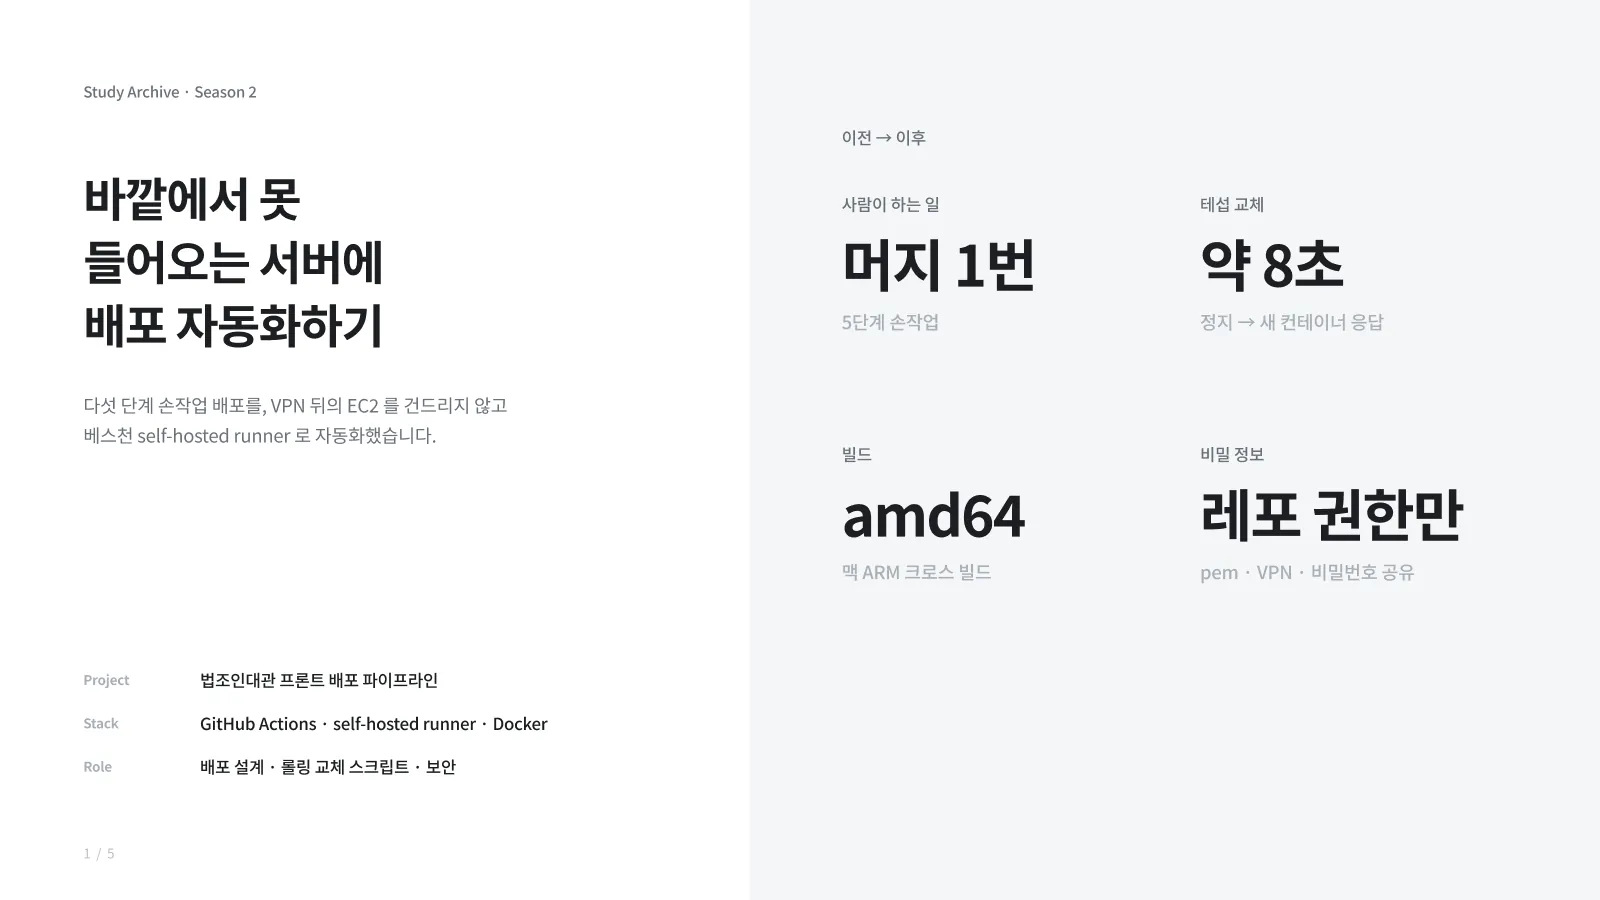 Study Archive · Season 2
바깥에서 못
들어오는 서버에
배포 자동화하기
다섯 단계 손작업 배포를, VPN 뒤의 EC2 를 건드리지 않고
베스천 self-hosted runner 로 자동화했습니다.
Project 법조인대관 프론트 배포 파이프라인
Stack GitHub Actions · self-hosted runner · Docker
Role 배포 설계 · 롤링 교체 스크립트 · 보안
1 / 5
이전 → 이후
사람이 하는 일
머지 1번
5단계 손작업
테섭 교체
약 8초
정지 → 새 컨테이너 응답
빌드
amd64
맥 ARM 크로스 빌드
비밀 정보
레포 권한만
pem · VPN · 비밀번호 공유